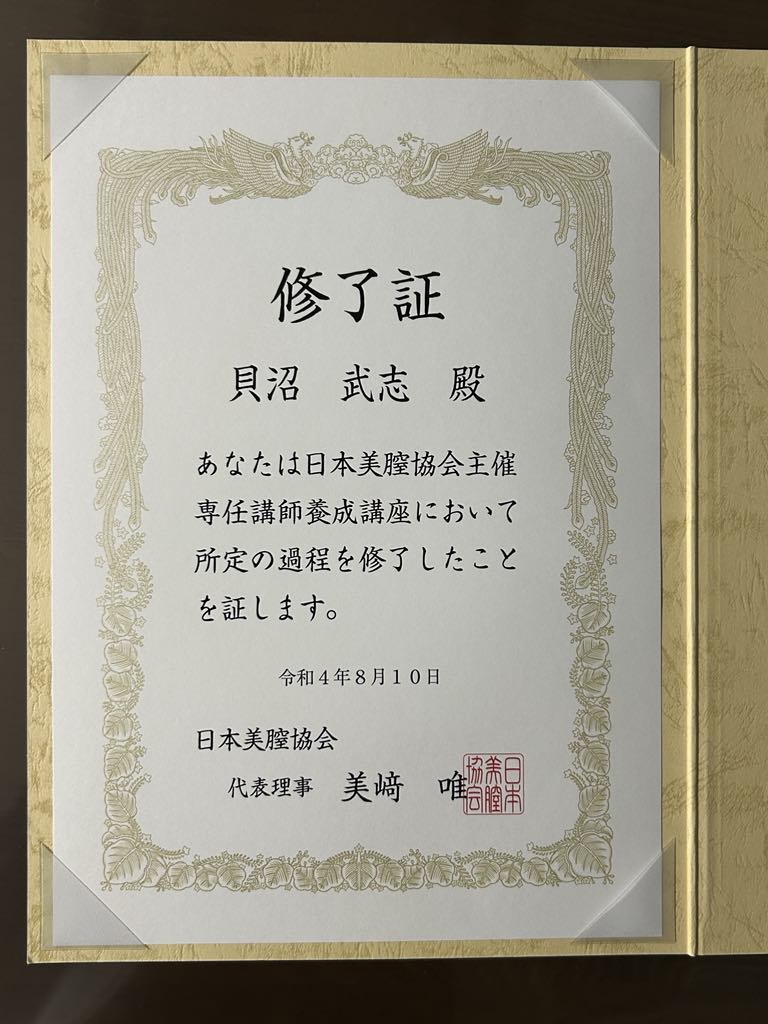 修了証
貝沼　武志　殿
あなたは日本美膣協会主催
専任講師養成講座において
所定の過程を修了したこと
を証します。
令和４年８月１０日
日本美膣協会
代表理事　美﨑　唯
日本美膣協会